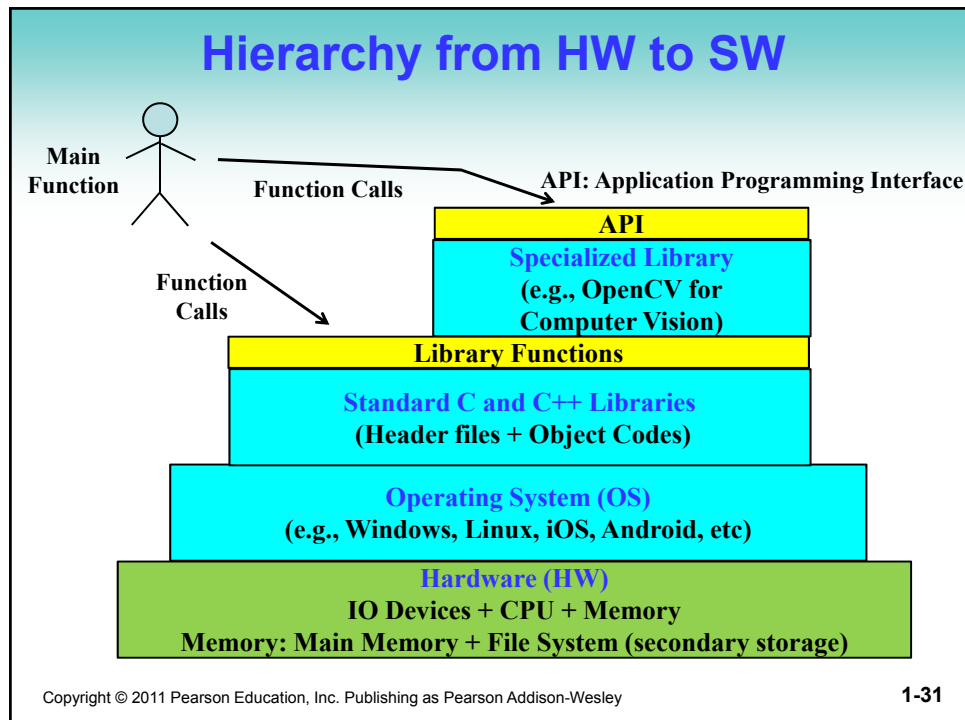 Hierarchy from HW to SW
Main
Function
Function Calls
API: Application Programming Interface
API
Specialized Library
(e.g., OpenCV for
Computer Vision)
Function
Calls
Library Functions
Standard C and C++ Libraries
(Header files + Object Codes)
Operating System (OS)
(e.g., Windows, Linux, iOS, Android, etc)
Hardware (HW)
IO Devices + CPU + Memory
Memory: Main Memory + File System (secondary storage)
Copyright © 2011 Pearson Education, Inc. Publishing as Pearson Addison-Wesley
1-31